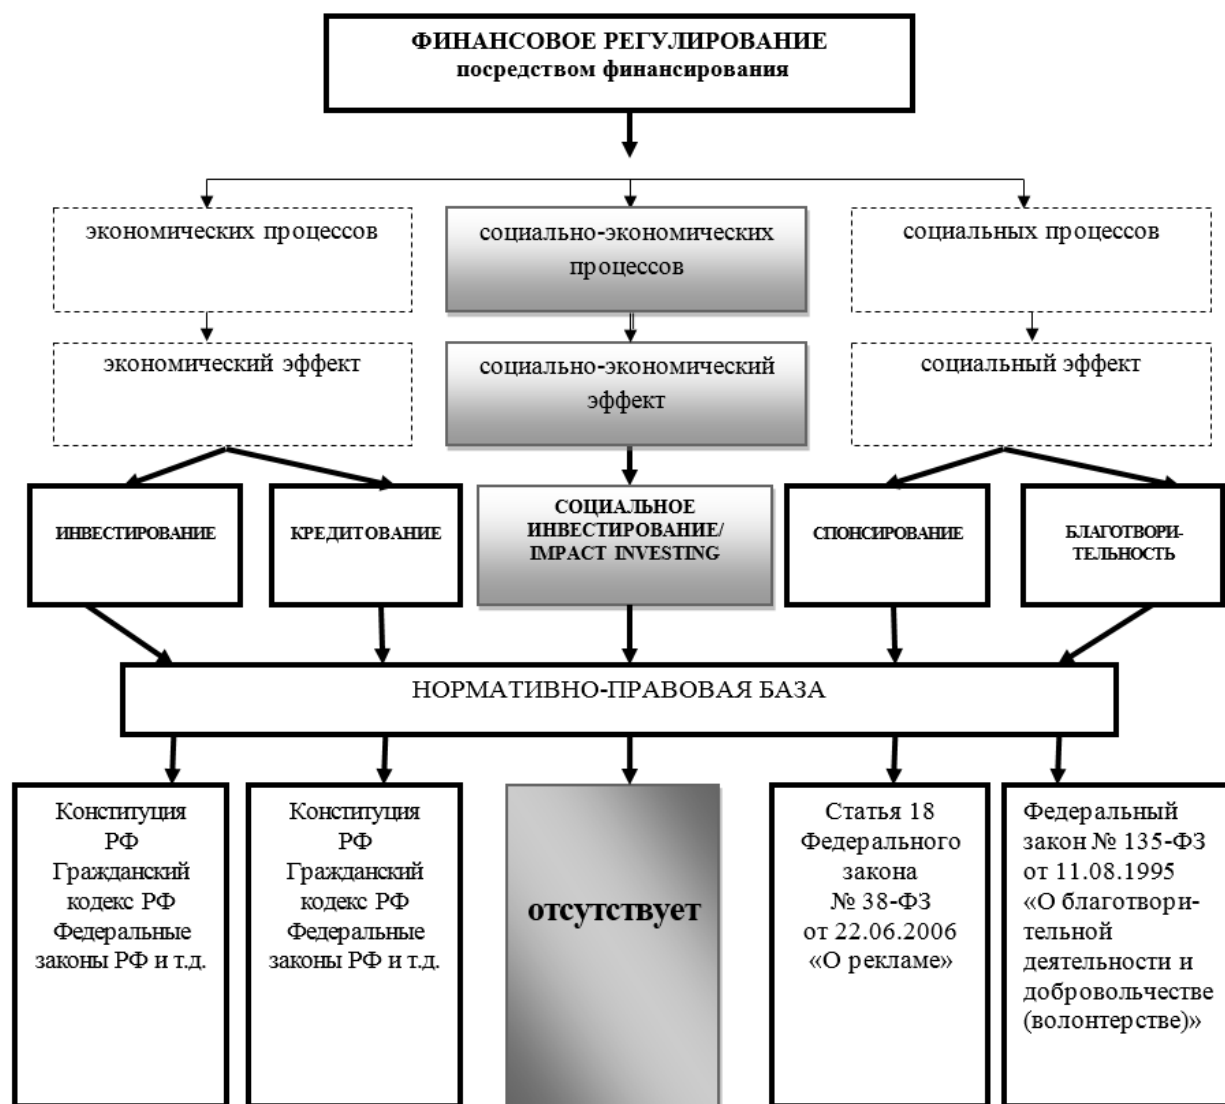 ФИНАНСОВОЕ РЕГУЛИРОВАНИЕ
посредством финансирования
экономических процессов
социально-экономических
процессов
социальных процессов
экономический эффект
социально-экономический
эффект
социальный эффект
ИНВЕСТИРОВАНИЕ
КРЕДИТОВАНИЕ
СОЦИАЛЬНОЕ
ИНВЕСТИРОВАНИЕ/
IMPACT INVESTING
СПОНСИРОВАНИЕ
БЛАГОТВОРИ-
ТЕЛЬНОСТЬ
НОРМАТИВНО-ПРАВОВАЯ БАЗА
Конституция
РФ
Гражданский
кодекс РФ
Федеральные
законы РФ и т.д.
Конституция
РФ
Гражданский
кодекс РФ
Федеральные
законы РФ и т.д.
отсутствует
Статья 18
Федерального
закона
№ 38-ФЗ
от 22.06.2006
«О рекламе»
Федеральный
закон № 135-ФЗ
от 11.08.1995
«О благотвори-
тельной
деятельности и
добровольчестве
(волонтерстве)»